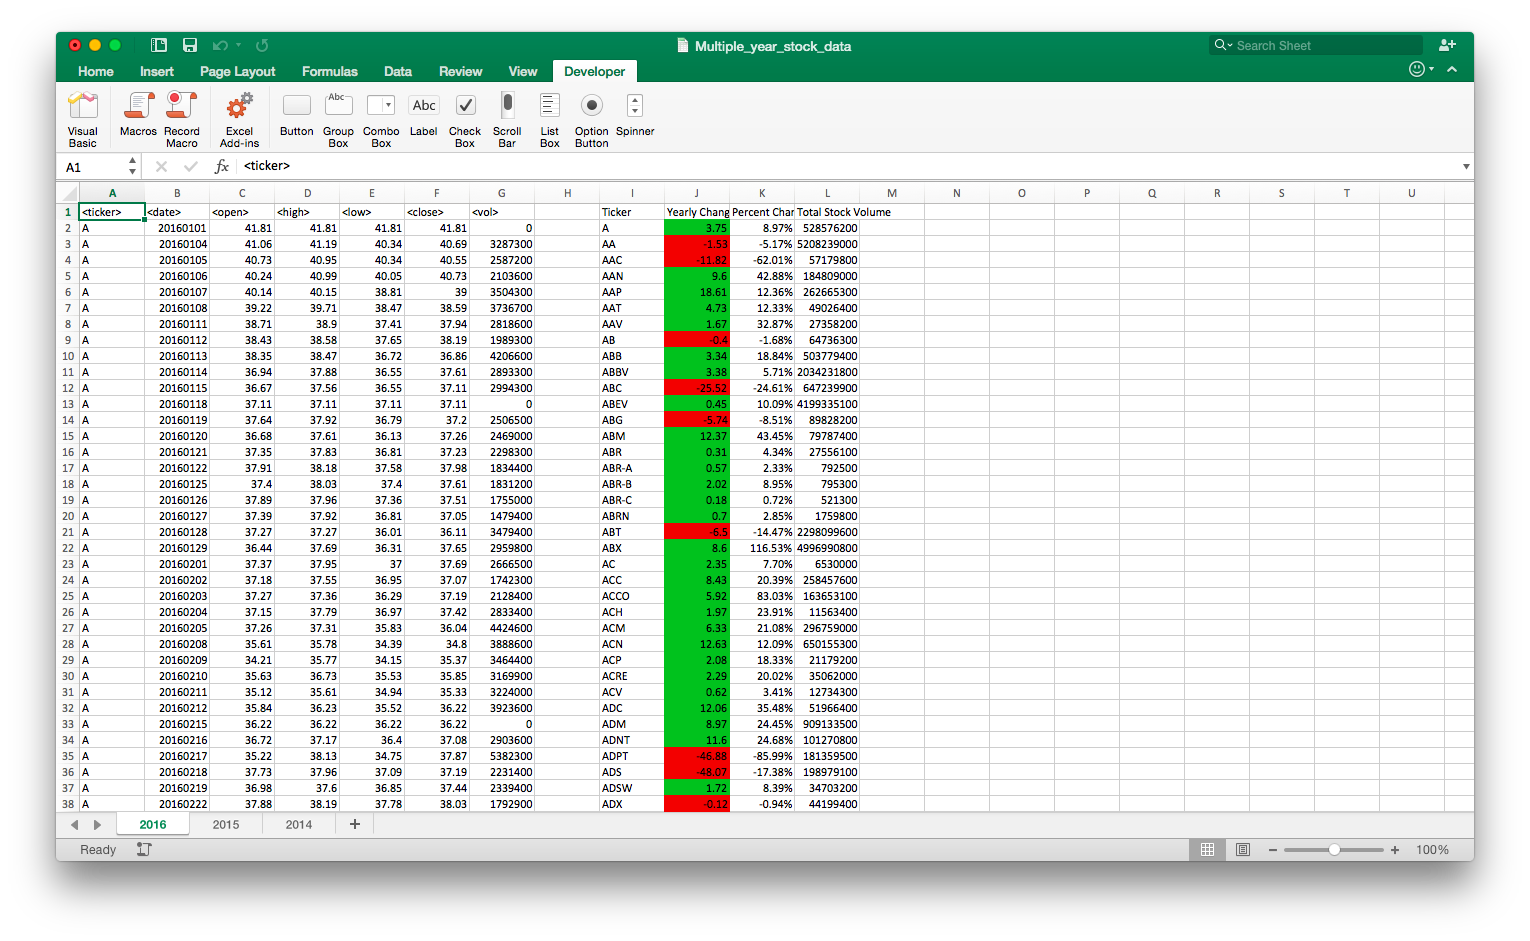 Multiple_year_stock_data
Search Sheet
Home Insert Page Layout Formulas Data Review View Developer
Visual Basic Macros Record Macro Excel Add-ins Button Group Box Combo Box Label Check Box Scroll Bar List Box Option Button Spinner
Abc Abc
A1 fx <ticker>
A B C D E F G H I J K L M N O P Q R S T U
1 <ticker> <date> <open> <high> <low> <close> <vol> Ticker Yearly Chang Percent Char Total Stock Volume
2 A 20160101 41.81 41.81 41.81 41.81 0 A 3.75 8.97% 528576200
3 A 20160104 41.06 41.19 40.34 40.69 3287300 AA -1.53 -5.17% 5208239000
4 A 20160105 40.73 40.95 40.34 40.55 2587200 AAC -11.82 -62.01% 57179800
5 A 20160106 40.24 40.99 40.05 40.73 2103600 AAN 9.6 42.88% 184809000
6 A 20160107 40.14 40.15 38.81 39 3504300 AAP 18.61 12.36% 262665300
7 A 20160108 39.22 39.71 38.47 38.59 3736700 AAT 4.73 12.33% 49026400
8 A 20160111 38.71 38.9 37.41 37.94 2818600 AAV 1.67 32.87% 27358200
9 A 20160112 38.43 38.58 37.65 38.19 1989300 AB -0.4 -1.68% 64736300
10 A 20160113 38.35 38.47 36.72 36.86 4206600 ABB 3.34 18.84% 503779400
11 A 20160114 36.94 37.88 36.55 37.61 2893300 ABBV 3.38 5.71% 2034231800
12 A 20160115 36.67 37.56 36.55 37.11 2994300 ABC -25.52 -24.61% 647239900
13 A 20160118 37.11 37.11 37.11 37.11 0 ABEV 0.45 10.09% 4199335100
14 A 20160119 37.64 37.92 36.79 37.2 2506500 ABG -5.74 -8.51% 89828200
15 A 20160120 36.68 37.61 36.13 37.26 2469000 ABM 12.37 43.45% 79787400
16 A 20160121 37.35 37.83 36.81 37.23 2298300 ABR 0.31 4.34% 27556100
17 A 20160122 37.91 38.18 37.58 37.98 1834400 ABR-A 0.57 2.33% 792500
18 A 20160125 37.4 38.03 37.4 37.61 1831200 ABR-B 2.02 8.95% 795300
19 A 20160126 37.89 37.96 37.36 37.51 1755000 ABR-C 0.18 0.72% 521300
20 A 20160127 37.39 37.92 36.81 37.05 1479400 ABRN 0.7 2.85% 1759800
21 A 20160128 37.27 37.27 36.01 36.11 3479400 ABT -6.5 -14.47% 2298099600
22 A 20160129 36.44 37.69 36.31 37.65 2959800 ABX 8.6 116.53% 4996990800
23 A 20160201 37.37 37.95 37 37.69 2666500 AC 2.35 7.70% 6530000
24 A 20160202 37.18 37.55 36.95 37.07 1742300 ACC 8.43 20.39% 258457600
25 A 20160203 37.27 37.36 36.29 37.19 2128400 ACCO 5.92 83.03% 163653100
26 A 20160204 37.15 37.79 36.97 37.42 2833400 ACH 1.97 23.91% 11563400
27 A 20160205 37.26 37.31 35.83 36.04 4424600 ACM 6.33 21.08% 296759000
28 A 20160208 35.61 35.78 34.39 34.8 3888600 ACN 12.63 12.09% 650155300
29 A 20160209 34.21 35.77 34.15 35.37 3464400 ACP 2.08 18.33% 21179200
30 A 20160210 35.63 36.73 35.53 35.85 3169900 ACRE 2.29 20.02% 35062000
31 A 20160211 35.12 35.61 34.94 35.33 3224000 ACV 0.62 3.41% 12734300
32 A 20160212 35.84 36.23 35.52 36.22 3923600 ADC 12.06 35.48% 51966400
33 A 20160215 36.22 36.22 36.22 36.22 0 ADM 8.97 24.45% 909133500
34 A 20160216 36.72 37.17 36.4 37.08 2903600 ADNT 11.6 24.68% 101270800
35 A 20160217 35.22 38.13 34.75 37.87 5382300 ADPT -46.88 -85.99% 181359500
36 A 20160218 37.73 37.96 37.09 37.19 2231400 ADS -48.07 -17.38% 198979100
37 A 20160219 36.98 37.6 36.85 37.44 2339400 ADSW 1.72 8.39% 34703200
38 A 20160222 37.88 38.19 37.78 38.03 1792900 ADX -0.12 -0.94% 44199400
2016 2015 2014 +
Ready 100%